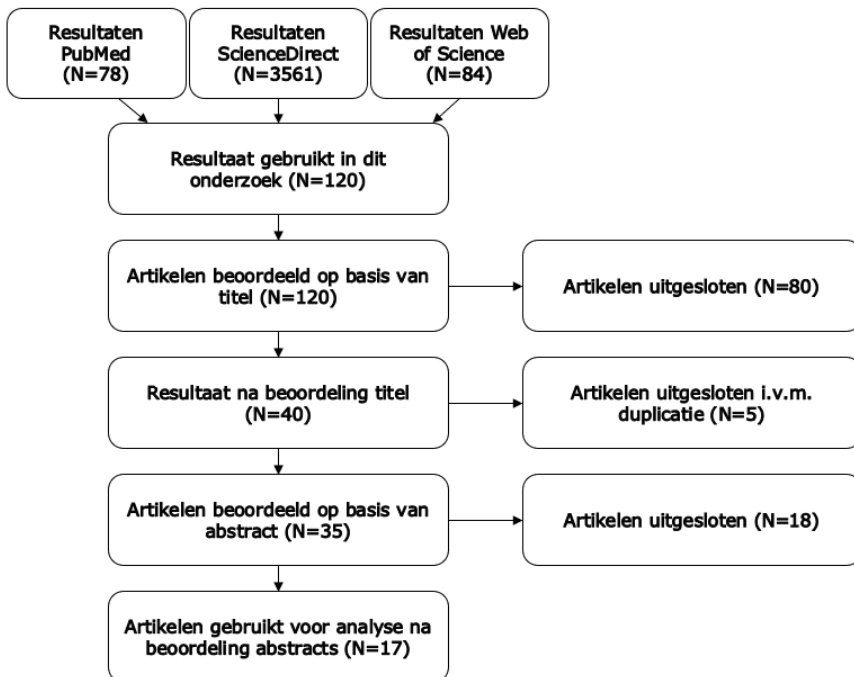 Resultaten
PubMed
(N=78)
Resultaten
ScienceDirect
(N=3561)
Resultaten Web
of Science
(N=84)
Resultaat gebruikt in dit
onderzoek (N=120)
Artikelen beoordeeld op basis van
titel (N=120)
Artikelen uitgesloten (N=80)
Resultaat na beoordeling titel
(N=40)
Artikelen uitgesloten i.v.m.
duplicatie (N=5)
Artikelen beoordeeld op basis van
abstract (N=35)
Artikelen uitgesloten (N=18)
Artikelen gebruikt voor analyse na
beoordeling abstracts (N=17)